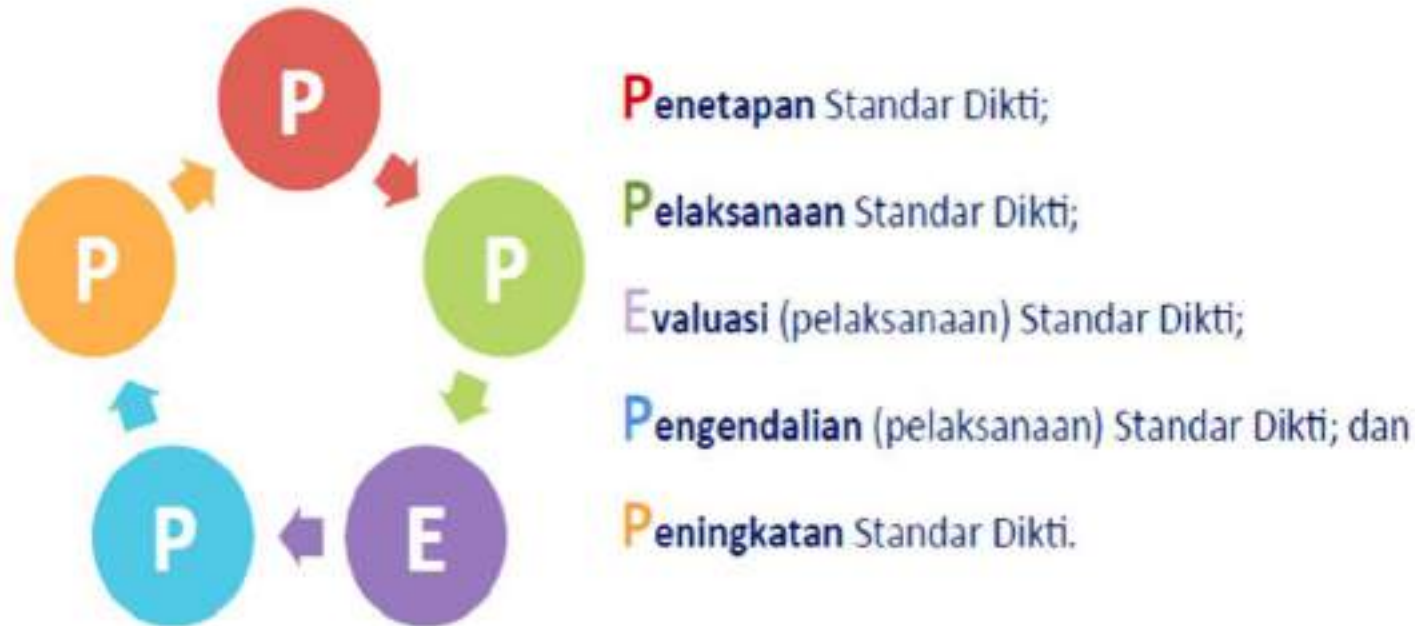 P
P
E
P
P
Penetapan Standar Dikti;
Pelaksanaan Standar Dikti;
Evaluasi (pelaksanaan) Standar Dikti;
Pengendalian (pelaksanaan) Standar Dikti; dan
Peningkatan Standar Dikti.